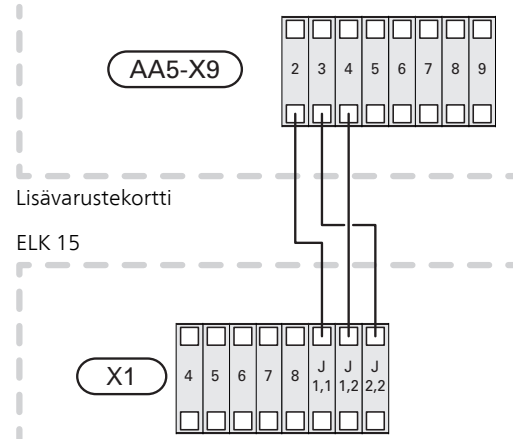 AA5-X9
2 3 4 5 6 7 8 9
Lisävarustekortti
ELK 15
X1
4 5 6 7 8 J 1,1 J 1,2 J 2,2